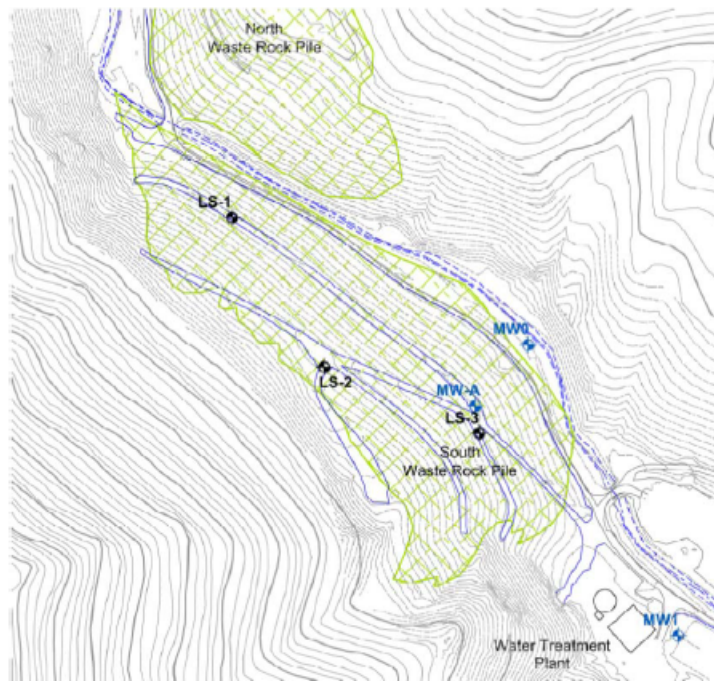 North
Waste Rock Pile
LS-1
MW0
LS-2
MW-A
LS-3
South
Waste Rock Pile
MW1
Water Treatment
Plant